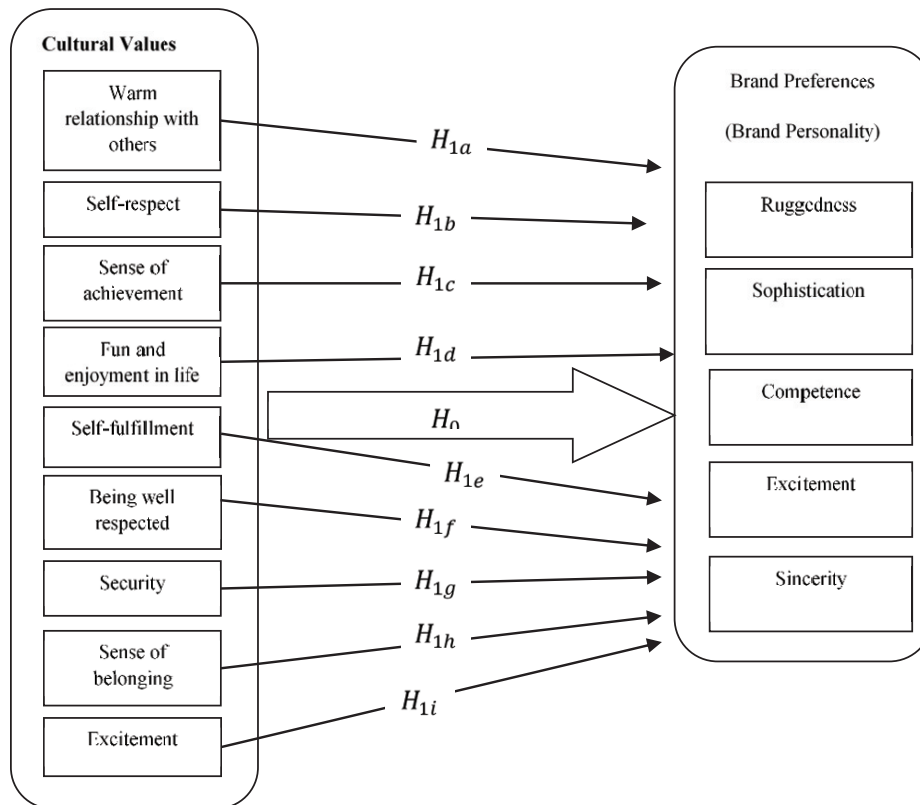 Cultural Values
Warm
relationship with
others
Self-respect
Sense of
achievement
Fun and
enjoyment in life
Self-fulfillment
Being well
respected
Security
Sense of
belonging
Excitement
H1a
H1b
H1c
H1d
H0
H1e
H1f
H1g
H1h
H1i
Brand Preferences
(Brand Personality)
Ruggedness
Sophistication
Competence
Excitement
Sincerity